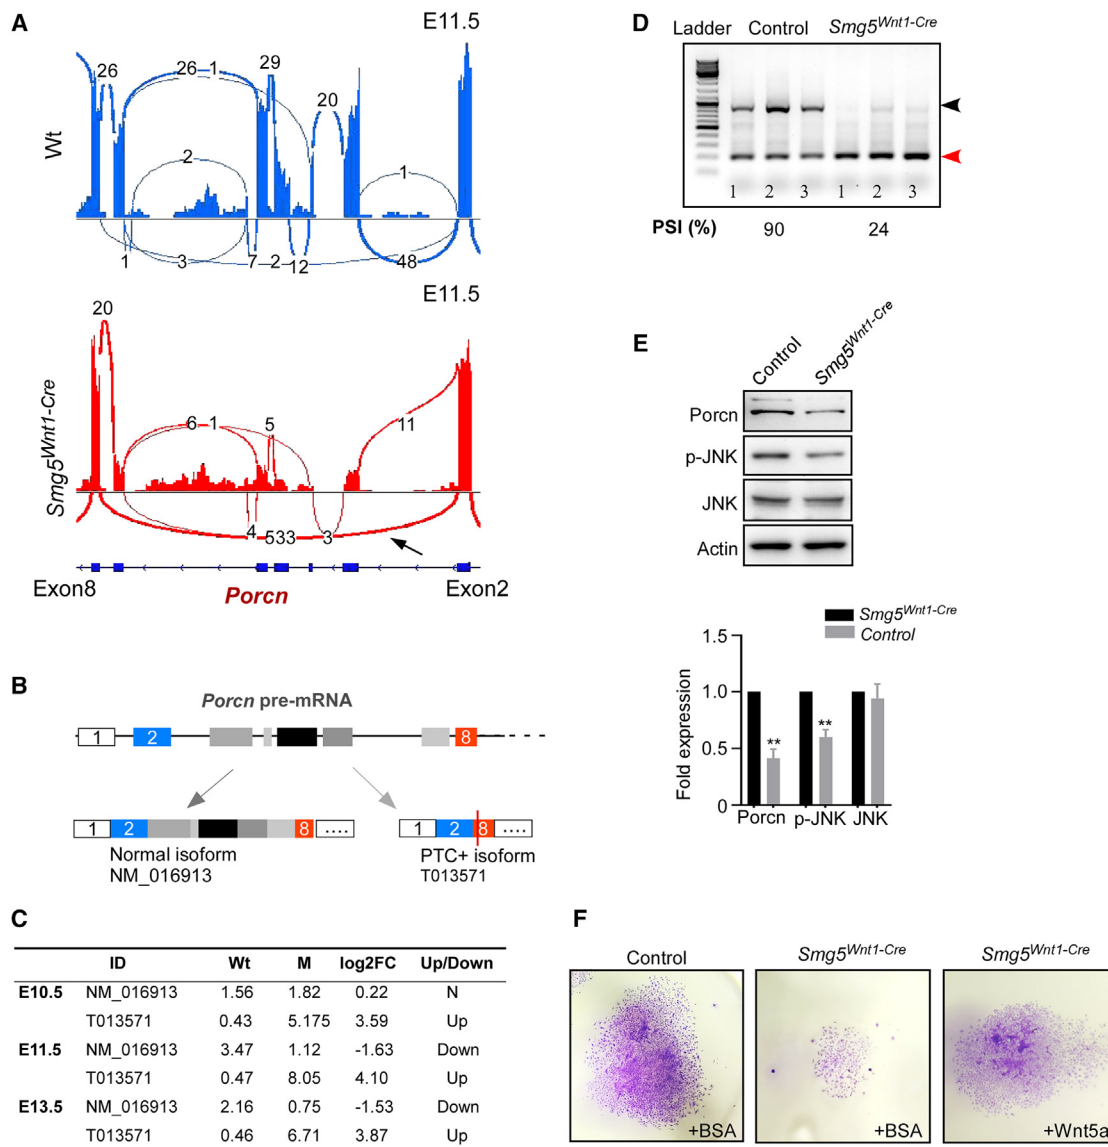 A
E11.5
Wt
26
26
1
29
20
2
1
1
3
7
2
12
48
E11.5
Smg5Wnt1-Cre
20
6
1
5
11
4
533
3
Exon8
Porcn
Exon2
B
Porcn pre-mRNA
1
2
8
1
2
8
....
1
2
8
....
Normal isoform
NM_016913
PTC+ isoform
T013571
C
ID Wt M log2FC Up/Down
E10.5 NM_016913 1.56 1.82 0.22 N
T013571 0.43 5.175 3.59 Up
E11.5 NM_016913 3.47 1.12 -1.63 Down
T013571 0.47 8.05 4.10 Up
E13.5 NM_016913 2.16 0.75 -1.53 Down
T013571 0.46 6.71 3.87 Up
D
Ladder Control Smg5Wnt1-Cre
1 2 3 1 2 3
PSI (%) 90 24
E
Control Smg5Wnt1-Cre
Porcn
p-JNK
JNK
Actin
Smg5Wnt1-Cre
Control
Fold expression
1.5
1.0
0.5
0
**
**
Porcn p-JNK JNK
F
Control Smg5Wnt1-Cre Smg5Wnt1-Cre
+BSA +BSA +Wnt5a